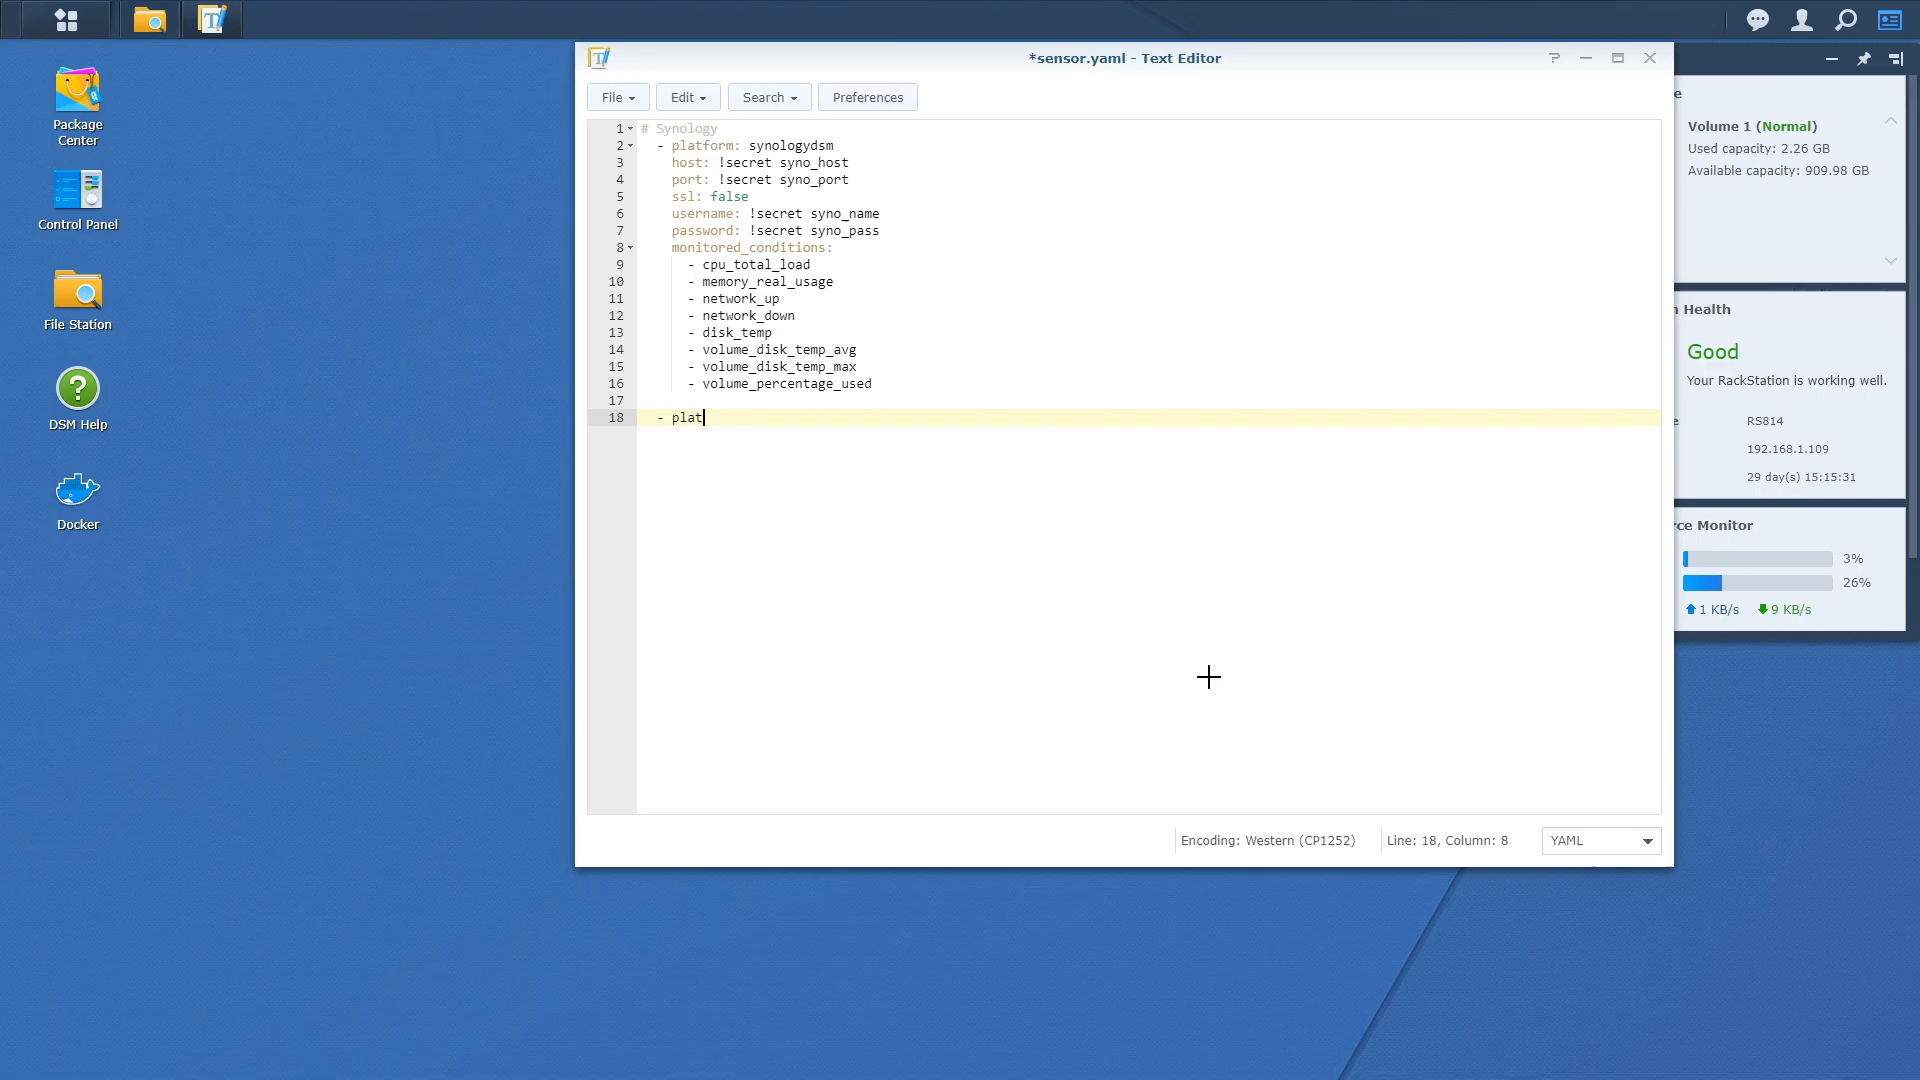 *sensor.yaml - Text Editor
File
Edit
Search
Preferences
1 # Synology
2 - platform: synologydsm
3 host: !secret syno_host
4 port: !secret syno_port
5 ssl: false
6 username: !secret syno_name
7 password: !secret syno_pass
8 monitored_conditions:
9 - cpu_total_load
10 - memory_real_usage
11 - network_up
12 - network_down
13 - disk_temp
14 - volume_disk_temp_avg
15 - volume_disk_temp_max
16 - volume_percentage_used
17
18 - plat
Encoding: Western (CP1252)
Line: 18, Column: 8
YAML
Package
Center
Control Panel
File Station
DSM Help
Docker
e
Volume 1 (Normal)
Used capacity: 2.26 GB
Available capacity: 909.98 GB
Health
Good
Your RackStation is working well.
e RS814
192.168.1.109
29 day(s) 15:15:31
rce Monitor
3%
26%
1 KB/s 9 KB/s